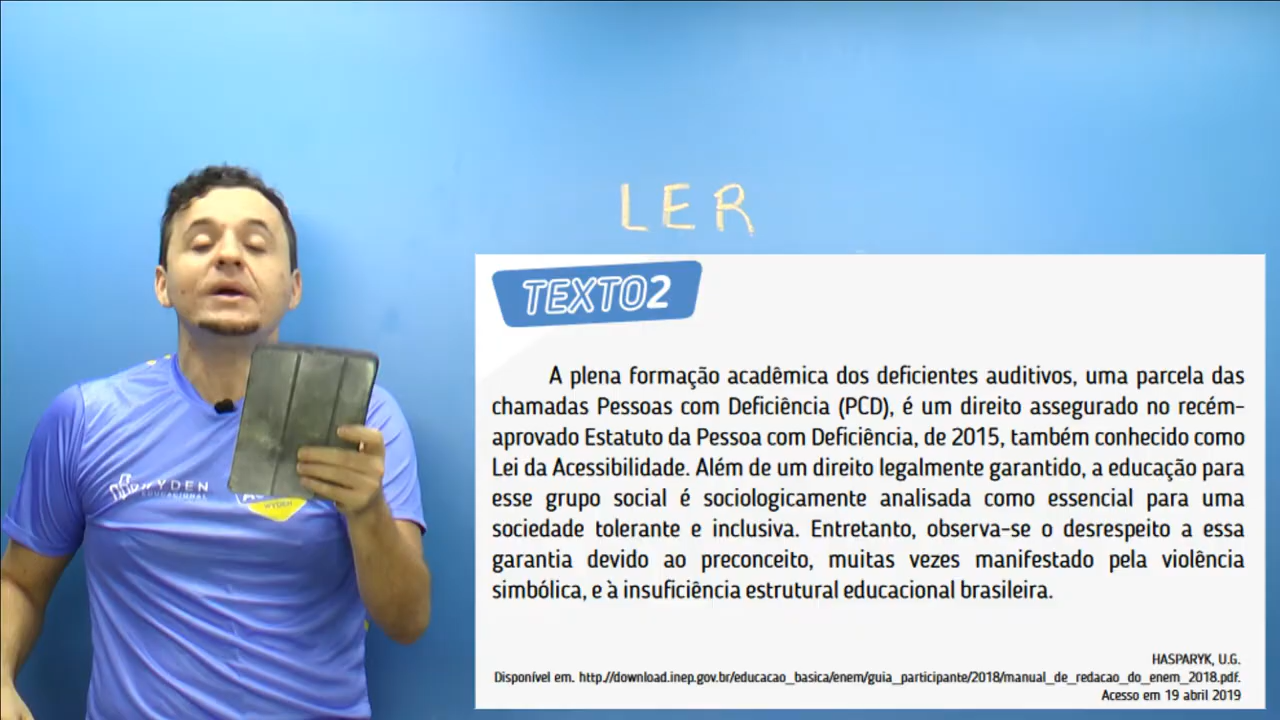 LER
TEXTO2
A plena formação acadêmica dos deficientes auditivos, uma parcela das
chamadas Pessoas com Deficiência (PCD), é um direito assegurado no recém-
aprovado Estatuto da Pessoa com Deficiência, de 2015, também conhecido como
Lei da Acessibilidade. Além de um direito legalmente garantido, a educação para
esse grupo social é sociologicamente analisada como essencial para uma
sociedade tolerante e inclusiva. Entretanto, observa-se o desrespeito a essa
garantia devido ao preconceito, muitas vezes manifestado pela violência
simbólica, e à insuficiência estrutural educacional brasileira.
HASPARYK, U.G.
Disponível em. http://download.inep.gov.br/educacao_basica/enem/guia_participante/2018/manual_de_redacao_do_enem_2018.pdf.
Acesso em 19 abril 2019
EDUCACIONAL
WYDEN